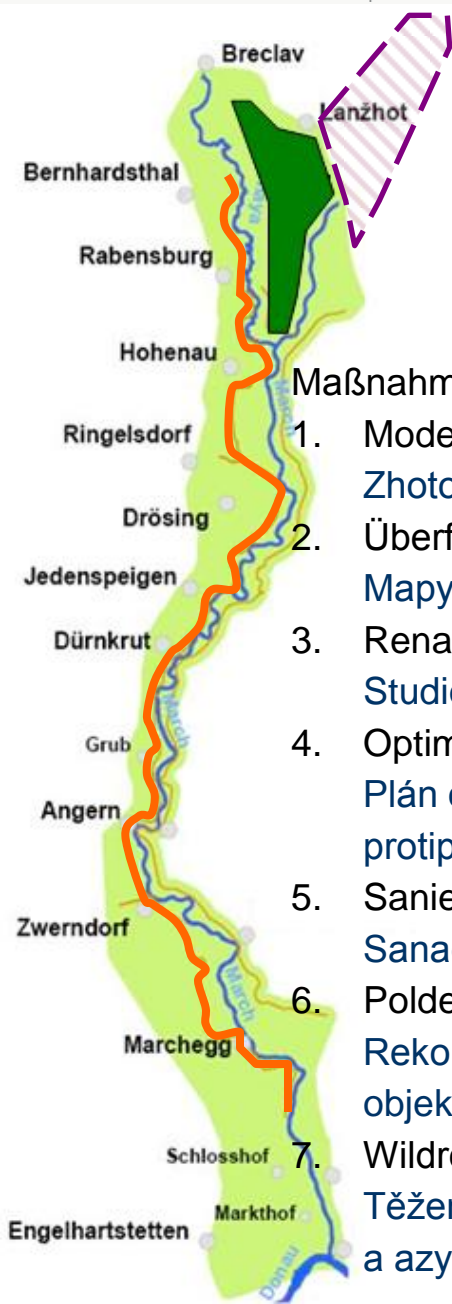 Breclav
Lanžhot
Bernhardsthal
aya
Rabensburg
Hohenau
March
Ringelsdorf
Drösing
Jedenspeigen
Dürnkrut
Grub
March
Angern
Zwerndorf
March
Marchegg
Schlosshof
Markthof
Engelhartstetten
Donau
Maßnahm
1. Mode
Zhoto
2. Überf
Mapy
3. Rena
Studie
4. Optim
Plán
protip
5. Sanie
Sana
6. Polde
Reko
objek
7. Wildr
Těžen
a azy